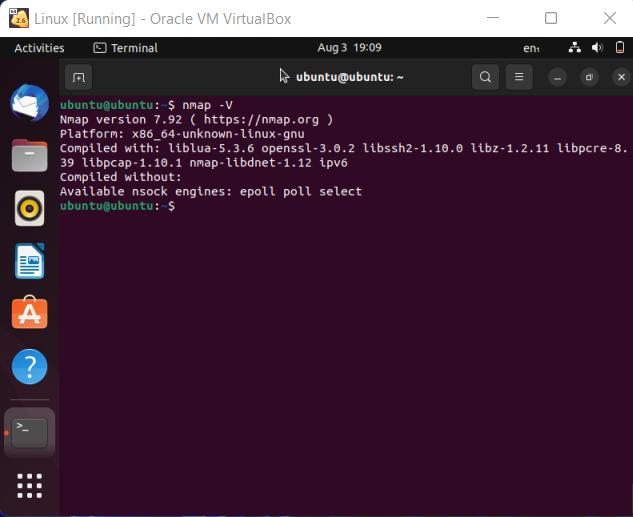 Linux [Running] - Oracle VM VirtualBox
Activities Terminal Aug 3 19:09 en₁
ubuntu@ubuntu: ~
ubuntu@ubuntu:~$ nmap -V
Nmap version 7.92 ( https://nmap.org )
Platform: x86_64-unknown-linux-gnu
Compiled with: liblua-5.3.6 openssl-3.0.2 libssh2-1.10.0 libz-1.2.11 libpcre-8.
39 libpcap-1.10.1 nmap-libdnet-1.12 ipv6
Compiled without:
Available nsock engines: epoll poll select
ubuntu@ubuntu:~$